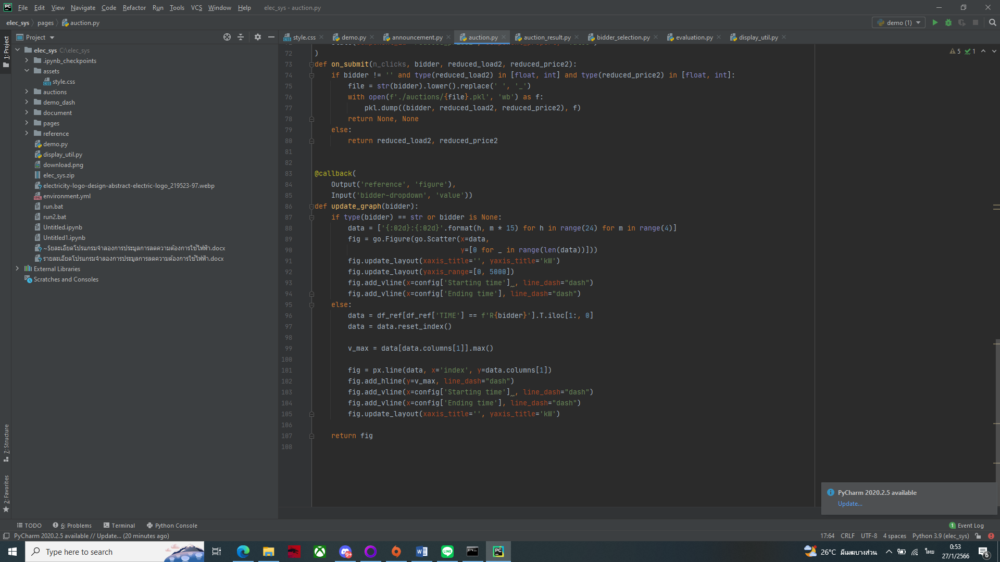 File Edit View Navigate Code Refactor Run Tools VCS Window Help elec_sys - auction.py
elec_sys pages auction.py demo (1)
1: Project
Project
style.css demo.py announcement.py auction.py auction_result.py bidder_selection.py evaluation.py display_util.py
elec_sys C:\elec_sys
.ipynb_checkpoints
assets
style.css
auctions
demo_dash
document
pages
reference
demo.py
display_util.py
download.png
elec_sys.zip
electricity-logo-design-abstract-electric-logo_219523-97.webp
environment.yml
run.bat
run2.bat
Untitled.ipynb
Untitled1.ipynb
~$ยละเอียดโปรแกรมจำลองการประมูลการลดความต้องการใช้ไฟฟ้า.docx
รายละเอียดโปรแกรมจำลองการประมูลการลดความต้องการใช้ไฟฟ้า.docx
External Libraries
Scratches and Consoles
5 1
72 )
73 def on_submit(n_clicks, bidder, reduced_load2, reduced_price2):
74 if bidder != '' and type(reduced_load2) in [float, int] and type(reduced_price2) in [float, int]:
75 file = str(bidder).lower().replace(' ', '_')
76 with open(f'./auctions/{file}.pkl', 'wb') as f:
77 pkl.dump((bidder, reduced_load2, reduced_price2), f)
78 return None, None
79 else:
80 return reduced_load2, reduced_price2
81
82
83 @callback(
84 Output('reference', 'figure'),
85 Input('bidder-dropdown', 'value'))
86 def update_graph(bidder):
87 if type(bidder) == str or bidder is None:
88 data = ['{:02d}:{:02d}'.format(h, m * 15) for h in range(24) for m in range(4)]
89 fig = go.Figure(go.Scatter(x=data,
90 y=[0 for _ in range(len(data))]))
91 fig.update_layout(xaxis_title='', yaxis_title='kW')
92 fig.update_layout(yaxis_range=[0, 5000])
93 fig.add_vline(x=config['Starting time'] , line_dash="dash")
94 fig.add_vline(x=config['Ending time'], line_dash="dash")
95 else:
96 data = df_ref[df_ref['TIME'] == f'R{bidder}'].T.iloc[1:, 0]
97 data = data.reset_index()
98
99 v_max = data[data.columns[1]].max()
100
101 fig = px.line(data, x='index', y=data.columns[1])
102 fig.add_hline(y=v_max, line_dash="dash")
103 fig.add_vline(x=config['Starting time'] , line_dash="dash")
104 fig.add_vline(x=config['Ending time'], line_dash="dash")
105 fig.update_layout(xaxis_title='', yaxis_title='kW')
106
107 return fig
108
7: Structure
2: Favorites
PyCharm 2020.2.5 available
Update...
TODO 6: Problems Terminal Python Console 1 Event Log
PyCharm 2020.2.5 available // Update... (20 minutes ago) 17:64 CRLF UTF-8 4 spaces Python 3.9 (elec_sys)
Type here to search 26°C มีเมฆบางส่วน ไทย 0:53
27/1/2566 6